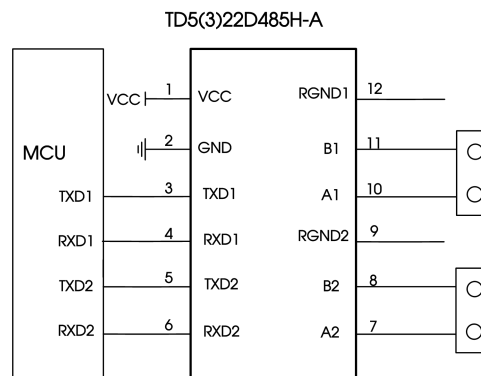 TD5(3)22D485H-A
VCC 1 VCC RGND1 12
MCU 2 GND B1 11
TXD1 3 TXD1 A1 10
RXD1 4 RXD1 RGND2 9
TXD2 5 TXD2 B2 8
RXD2 6 RXD2 A2 7